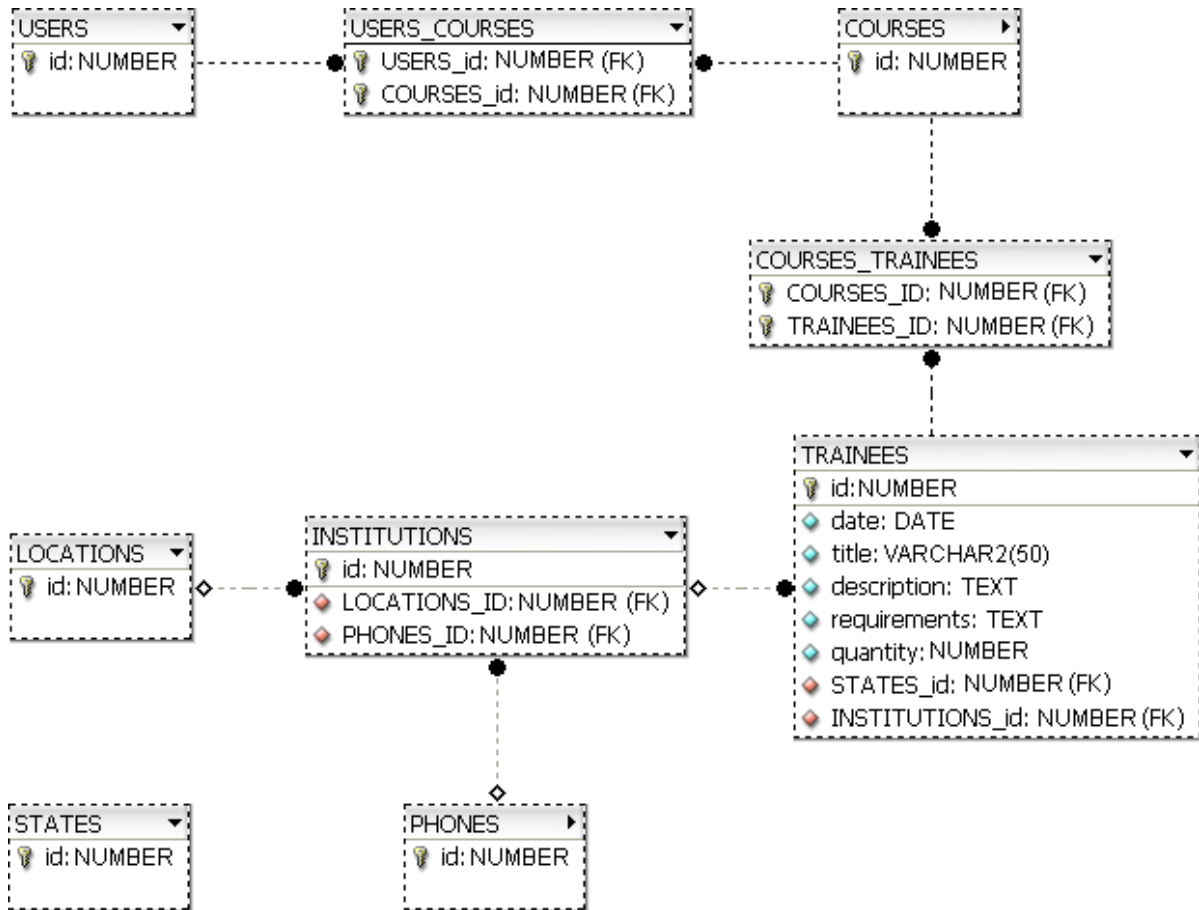 USERS
id: NUMBER
USERS_COURSES
USERS_id: NUMBER (FK)
COURSES_id: NUMBER (FK)
COURSES
id: NUMBER
COURSES_TRAINEES
COURSES_ID: NUMBER (FK)
TRAINEES_ID: NUMBER (FK)
TRAINEES
id:NUMBER
date: DATE
title: VARCHAR2(50)
description: TEXT
requirements: TEXT
quantity: NUMBER
STATES_id: NUMBER (FK)
INSTITUTIONS_id: NUMBER (FK)
INSTITUTIONS
id: NUMBER
LOCATIONS_ID: NUMBER (FK)
PHONES_ID: NUMBER (FK)
LOCATIONS
id: NUMBER
STATES
id: NUMBER
PHONES
id: NUMBER